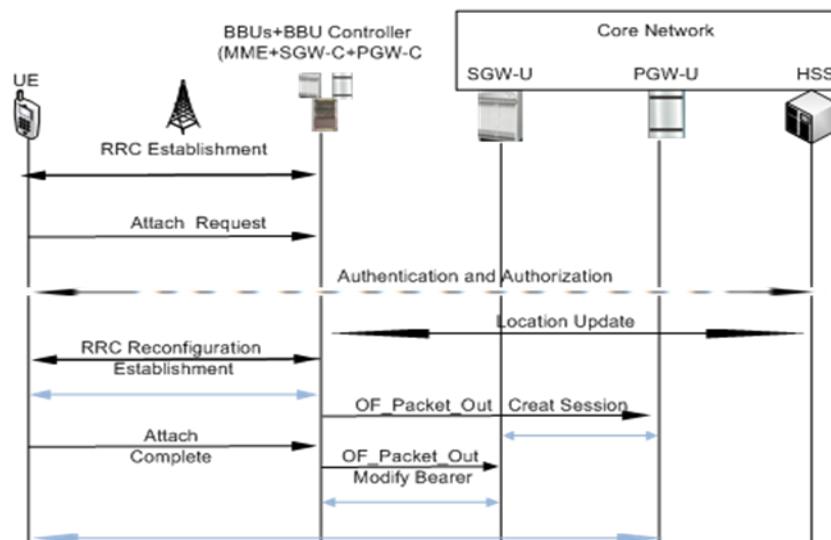 BBUs+BBU Controller
(MME+SGW-C+PGW-C
Core Network
UE
SGW-U
PGW-U
HSS
RRC Establishment
Attach Request
Authentication and Authorization
Location Update
RRC Reconfiguration
Establishment
OF_Packet_Out Creat Session
Attach
Complete
OF_Packet_Out
Modify Bearer